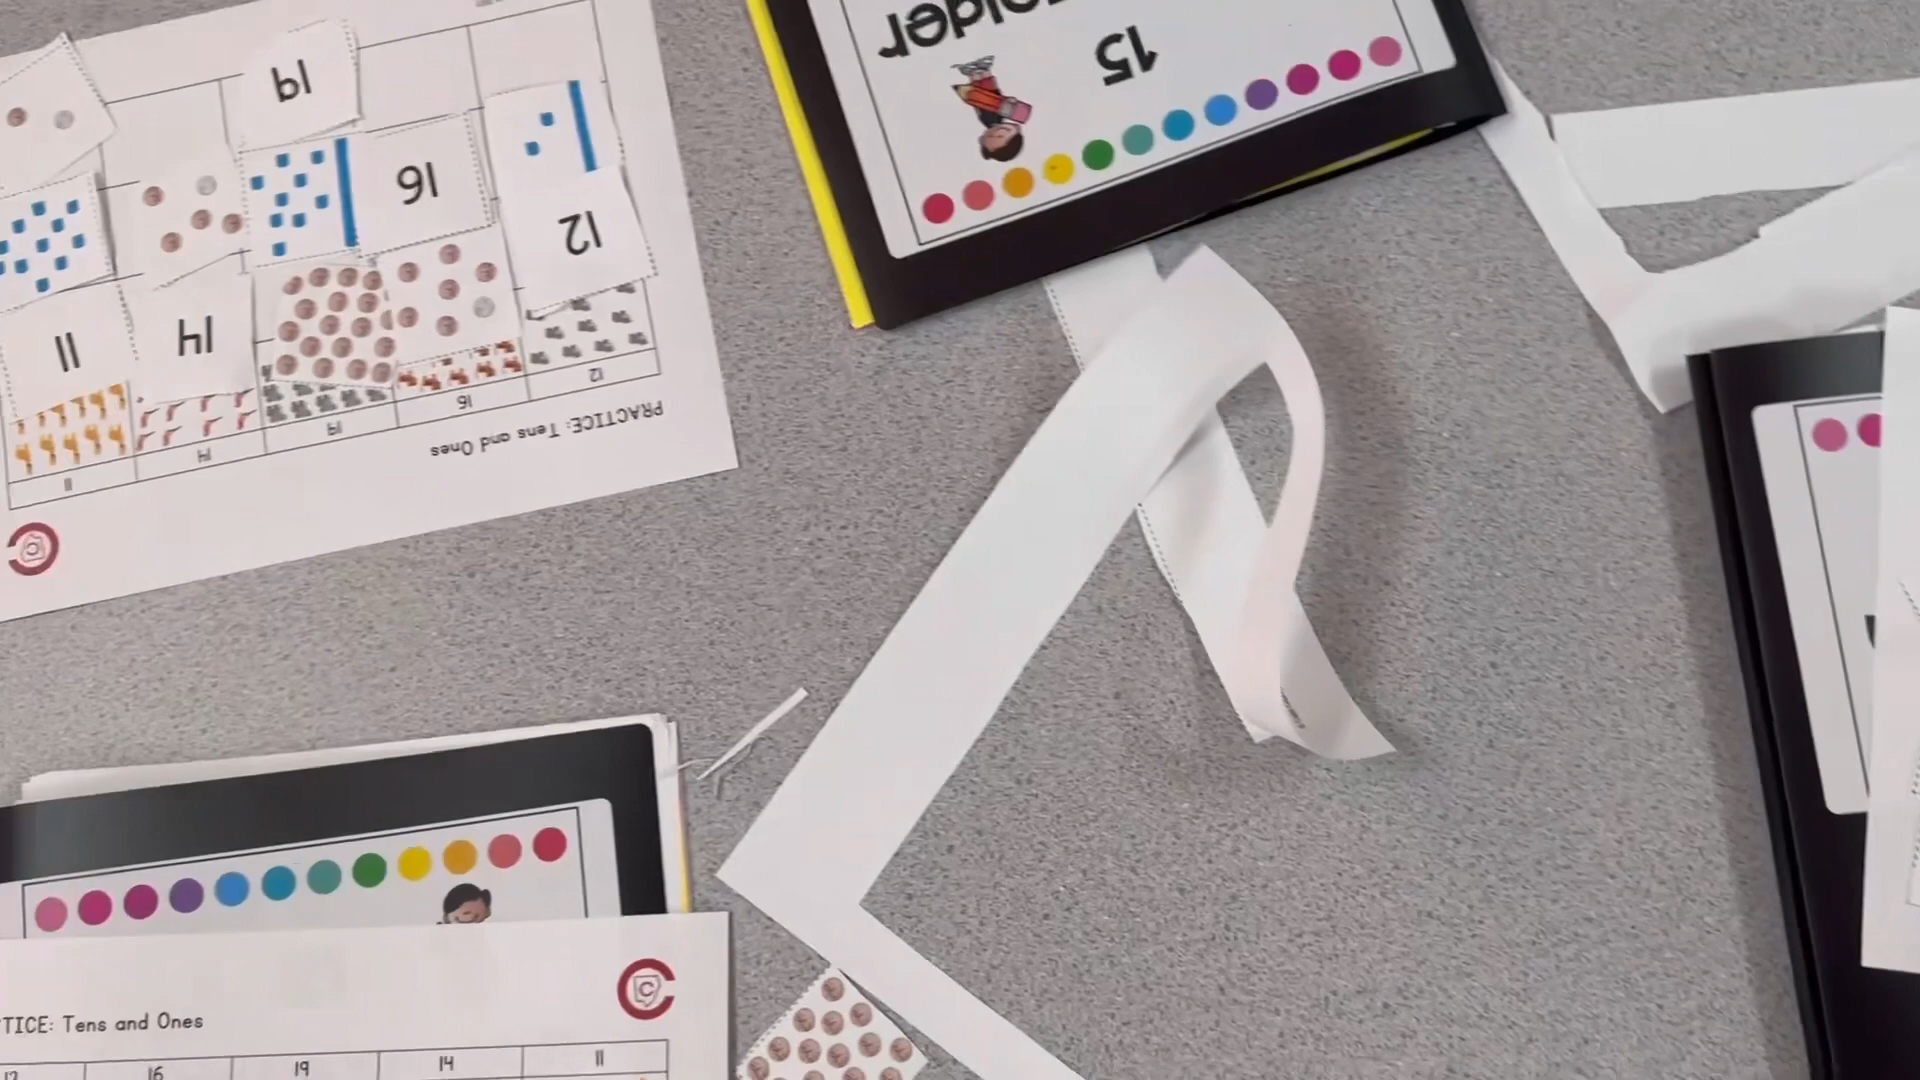 Folder
15
PRACTICE: Tens and Ones
12 16 19 14 11
12
16
19
14
11
C
C
TICE: Tens and Ones
12 16 19 14 11